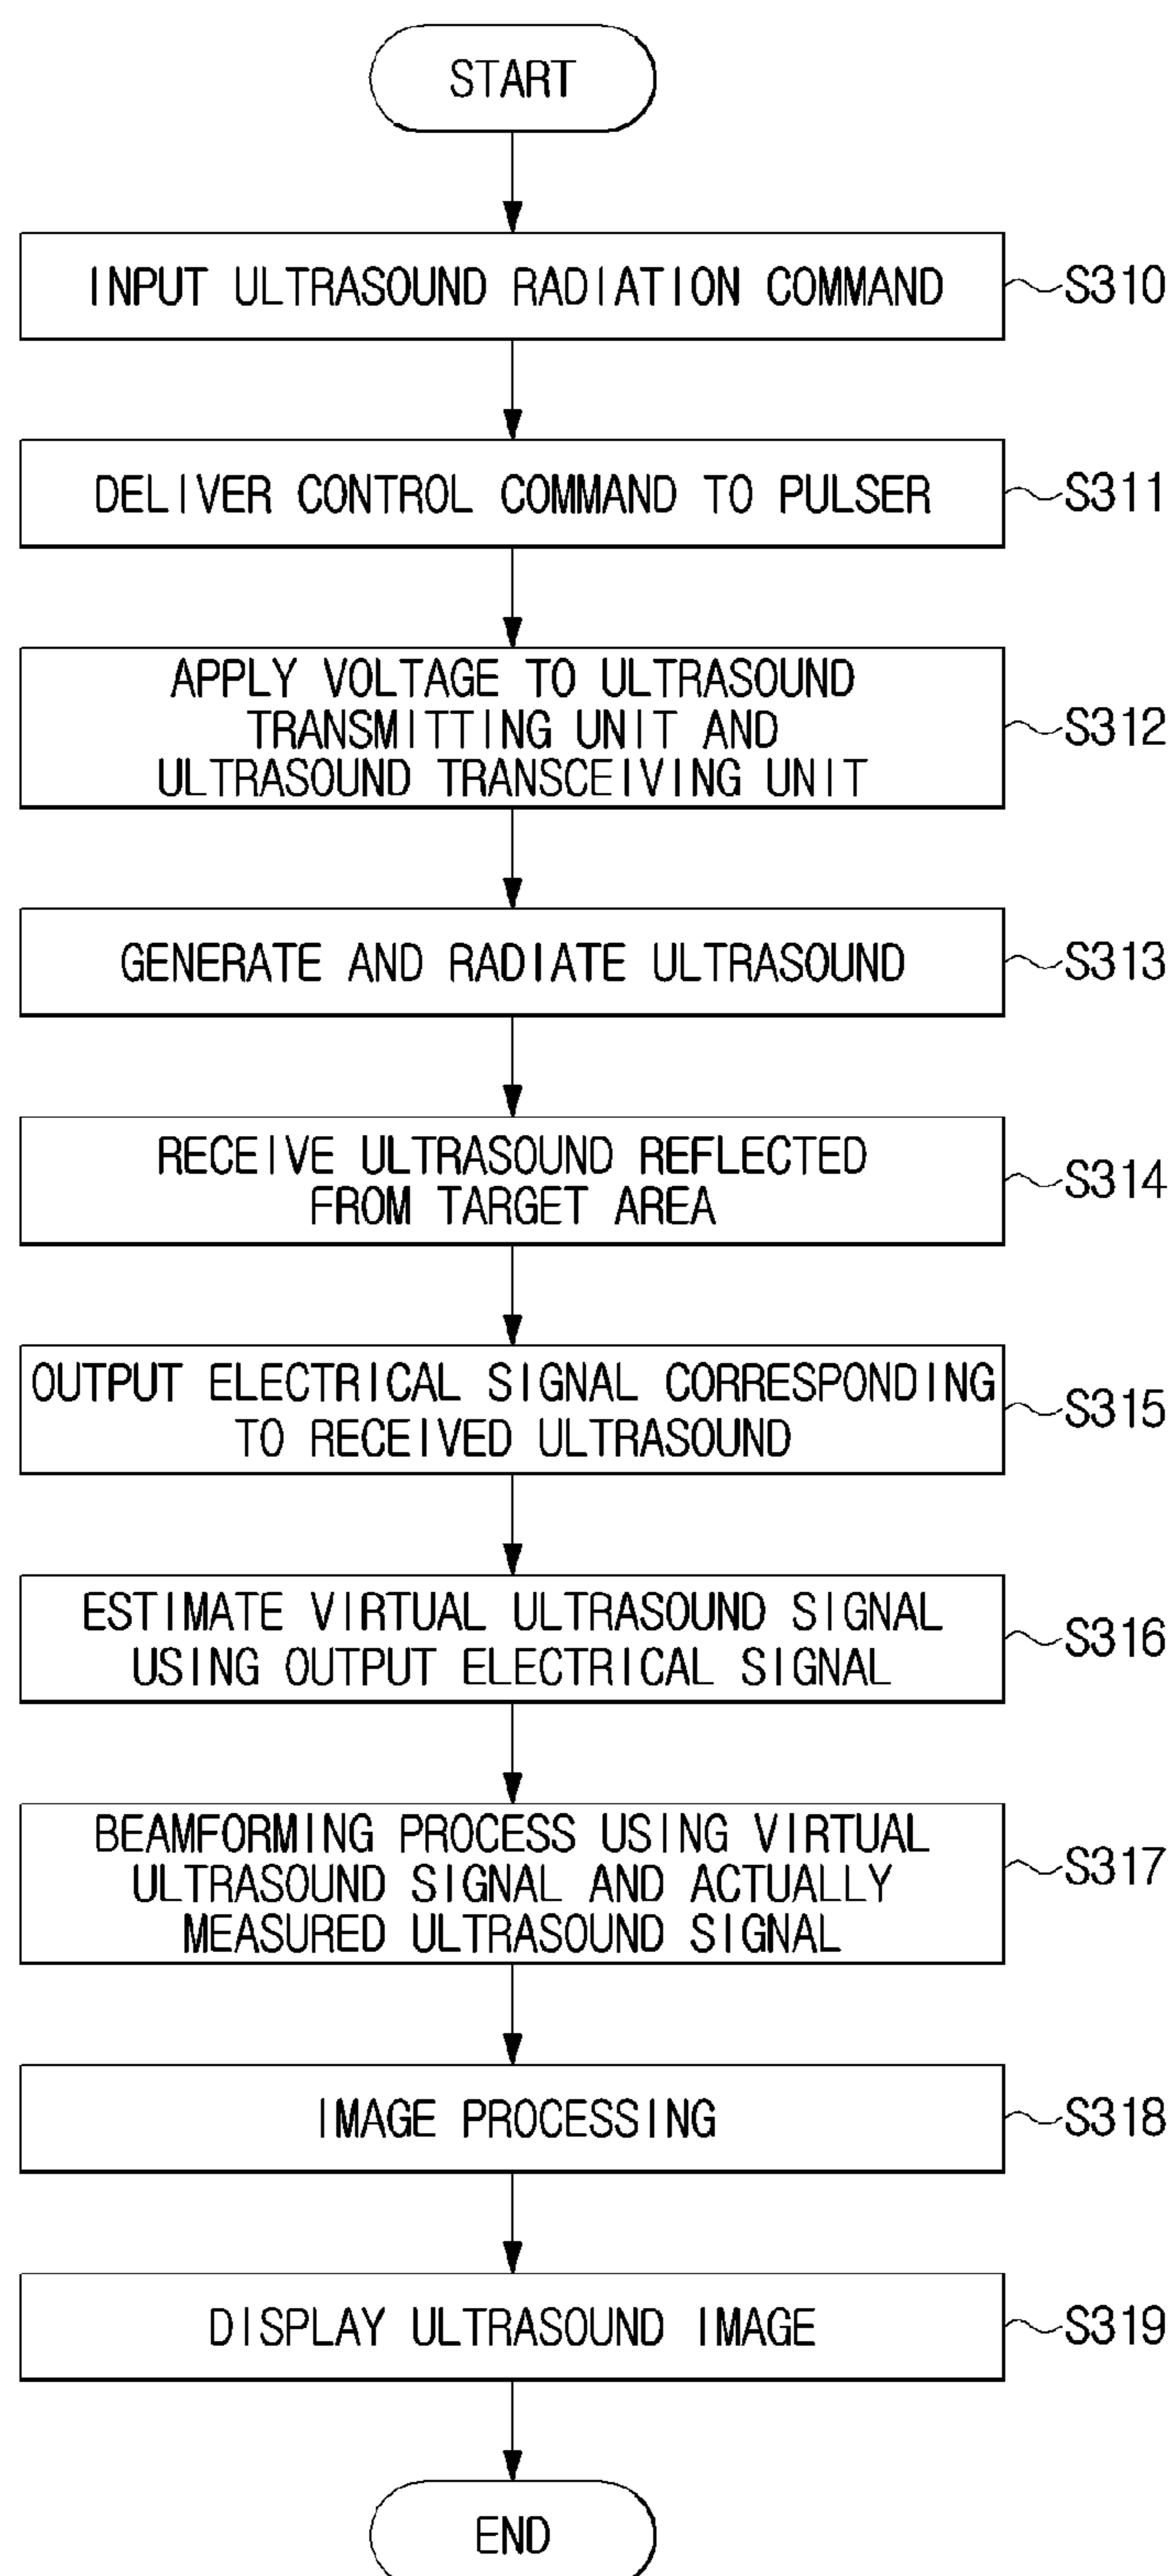 START
INPUT ULTRASOUND RADIATION COMMAND
S310
DELIVER CONTROL COMMAND TO PULSER
S311
APPLY VOLTAGE TO ULTRASOUND
TRANSMITTING UNIT AND
ULTRASOUND TRANSCEIVING UNIT
S312
GENERATE AND RADIATE ULTRASOUND
S313
RECEIVE ULTRASOUND REFLECTED
FROM TARGET AREA
S314
OUTPUT ELECTRICAL SIGNAL CORRESPONDING
TO RECEIVED ULTRASOUND
S315
ESTIMATE VIRTUAL ULTRASOUND SIGNAL
USING OUTPUT ELECTRICAL SIGNAL
S316
BEAMFORMING PROCESS USING VIRTUAL
ULTRASOUND SIGNAL AND ACTUALLY
MEASURED ULTRASOUND SIGNAL
S317
IMAGE PROCESSING
S318
DISPLAY ULTRASOUND IMAGE
S319
END